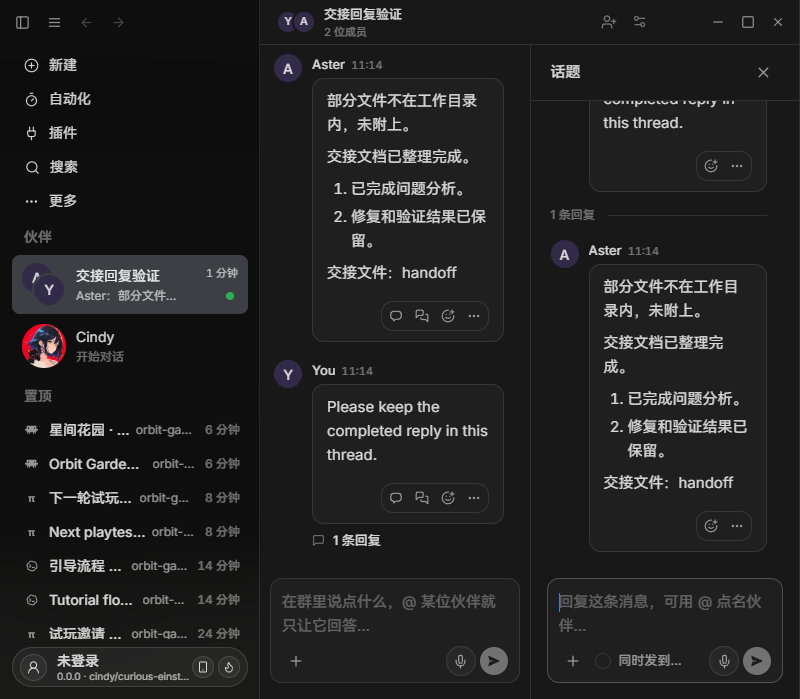 新建
自动化
插件
搜索
更多
伙伴
A
Y
交接回复验证
1 分钟
Aster：部分文件...
Cindy
开始对话
置顶
星间花园 · ... orbit-ga... 6 分钟
Orbit Garde... orbit-... 6 分钟
下一轮试玩... orbit-g... 8 分钟
Next playtes... orbit-... 8 分钟
引导流程 ... orbit-ga... 14 分钟
Tutorial flo... orbit-... 14 分钟
试玩邀请 ... orbit-ga... 24 分钟
未登录
0.0.0 · cindy/curious-einst...
Y A
交接回复验证
2 位成员
A
Aster 11:14
部分文件不在工作目录
内，未附上。
交接文档已整理完成。
1. 已完成问题分析。
2. 修复和验证结果已保
留。
交接文件：handoff
Y
You 11:14
Please keep the
completed reply in this
thread.
1 条回复
在群里说点什么，@ 某位伙伴就
只让它回答...
话题
completed reply in
this thread.
1 条回复
A
Aster 11:14
部分文件不在工作目
录内，未附上。
交接文档已整理完
成。
1. 已完成问题分析。
2. 修复和验证结果已
保留。
交接文件：handoff
回复这条消息，可用 @ 点名伙
伴...
同时发到...